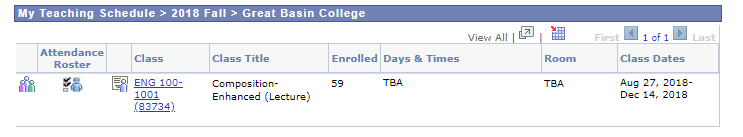 My Teaching Schedule > 2018 Fall > Great Basin College
View All | | First 1 of 1 Last
Attendance Roster Class Class Title Enrolled Days & Times Room Class Dates
ENG 100-1001 (83734) Composition-Enhanced (Lecture) 59 TBA TBA Aug 27, 2018-Dec 14, 2018